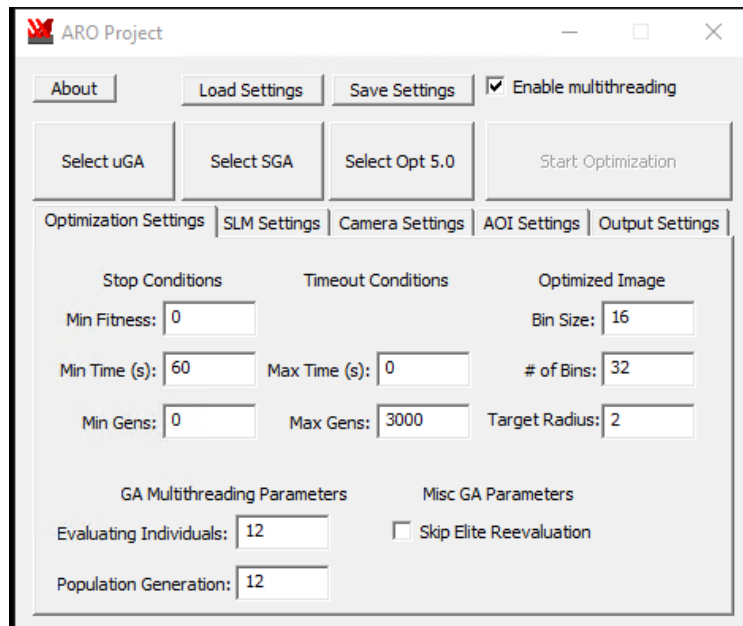 ARO Project
About Load Settings Save Settings Enable multithreading
Select uGA Select SGA Select Opt 5.0 Start Optimization
Optimization Settings SLM Settings Camera Settings AOI Settings Output Settings
Stop Conditions Timeout Conditions Optimized Image
Min Fitness: 0 Bin Size: 16
Min Time (s): 60 Max Time (s): 0 # of Bins: 32
Min Gens: 0 Max Gens: 3000 Target Radius: 2
GA Multithreading Parameters Misc GA Parameters
Evaluating Individuals: 12 Skip Elite Reevaluation
Population Generation: 12